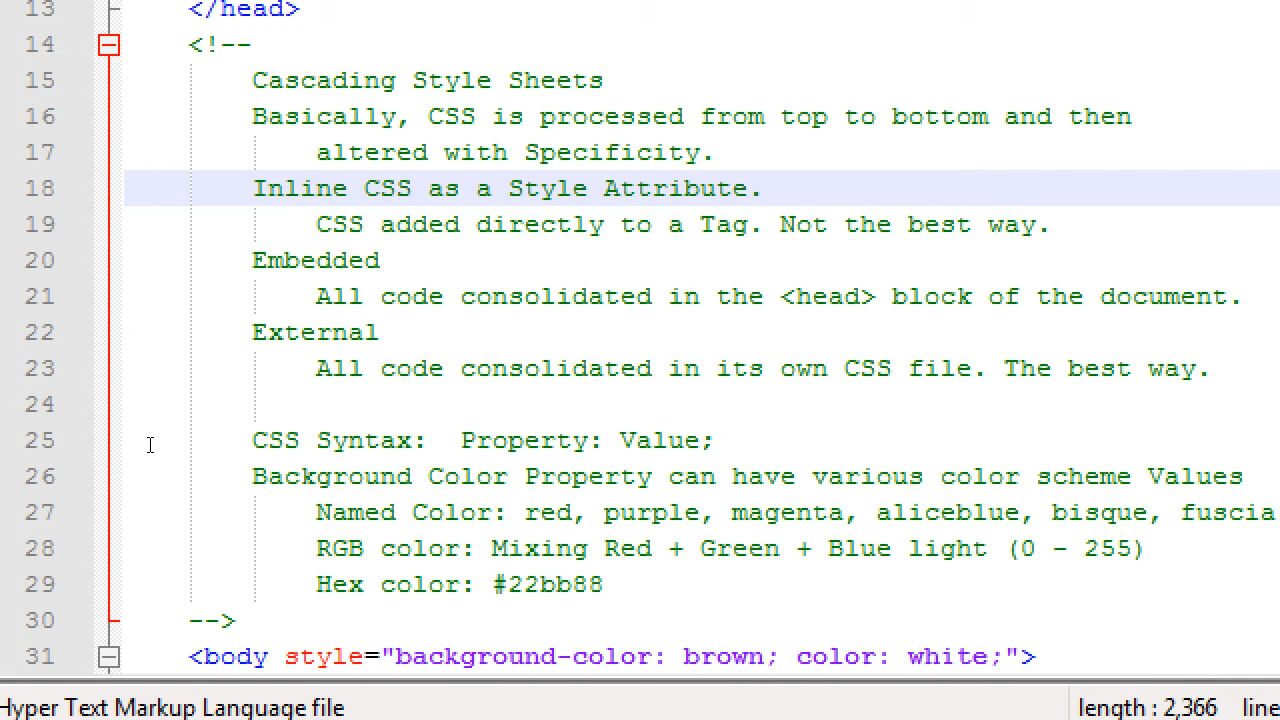 13 </head>
14 <!--
15 Cascading Style Sheets
16 Basically, CSS is processed from top to bottom and then
17 altered with Specificity.
18 Inline CSS as a Style Attribute.
19 CSS added directly to a Tag. Not the best way.
20 Embedded
21 All code consolidated in the <head> block of the document.
22 External
23 All code consolidated in its own CSS file. The best way.
24
25 CSS Syntax:  Property: Value;
26 Background Color Property can have various color scheme Values
27 Named Color: red, purple, magenta, aliceblue, bisque, fuscia
28 RGB color: Mixing Red + Green + Blue light (0 - 255)
29 Hex color: #22bb88
30 -->
31 <body style="background-color: brown; color: white;">
Hyper Text Markup Language file length : 2,366 line